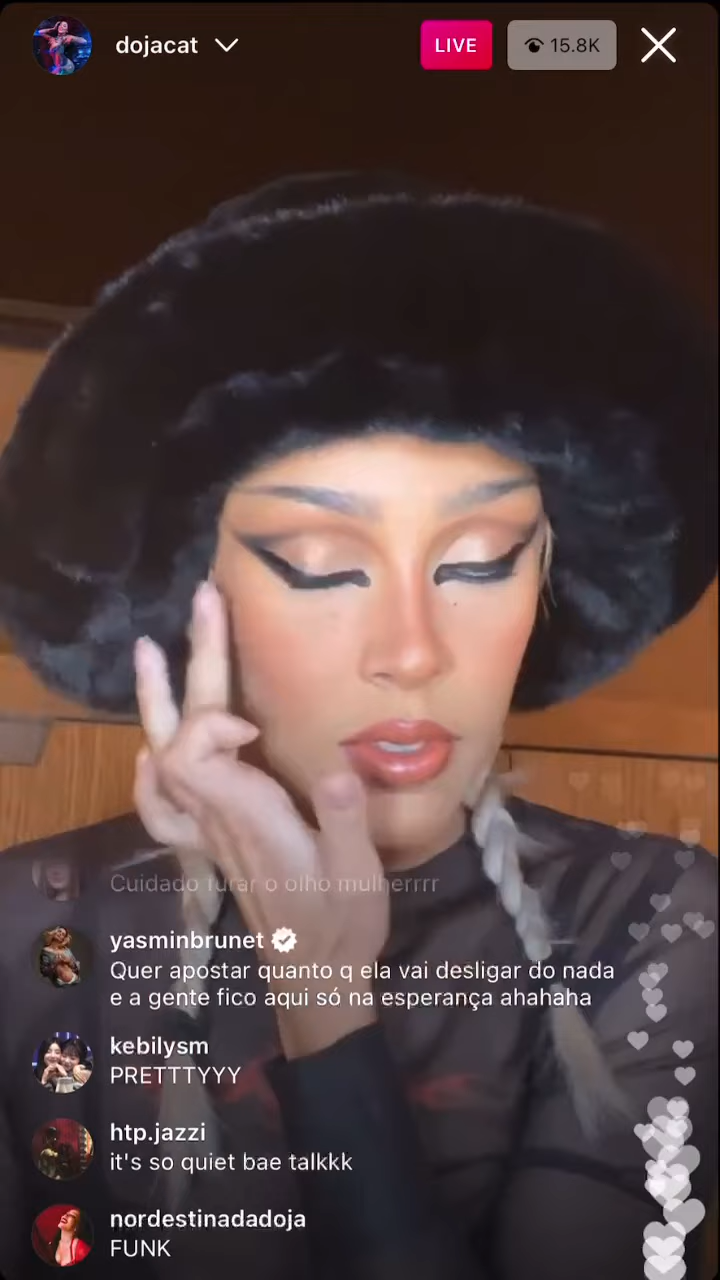 dojacat
LIVE
15.8K
Cuidado furar o olho mulherrrr
yasminbrunet
Quer apostar quanto q ela vai desligar do nada
e a gente fico aqui só na esperança ahahaha
kebilysm
PRETTTYYY
htp.jazzi
it's so quiet bae talkkk
nordestinadadoja
FUNK